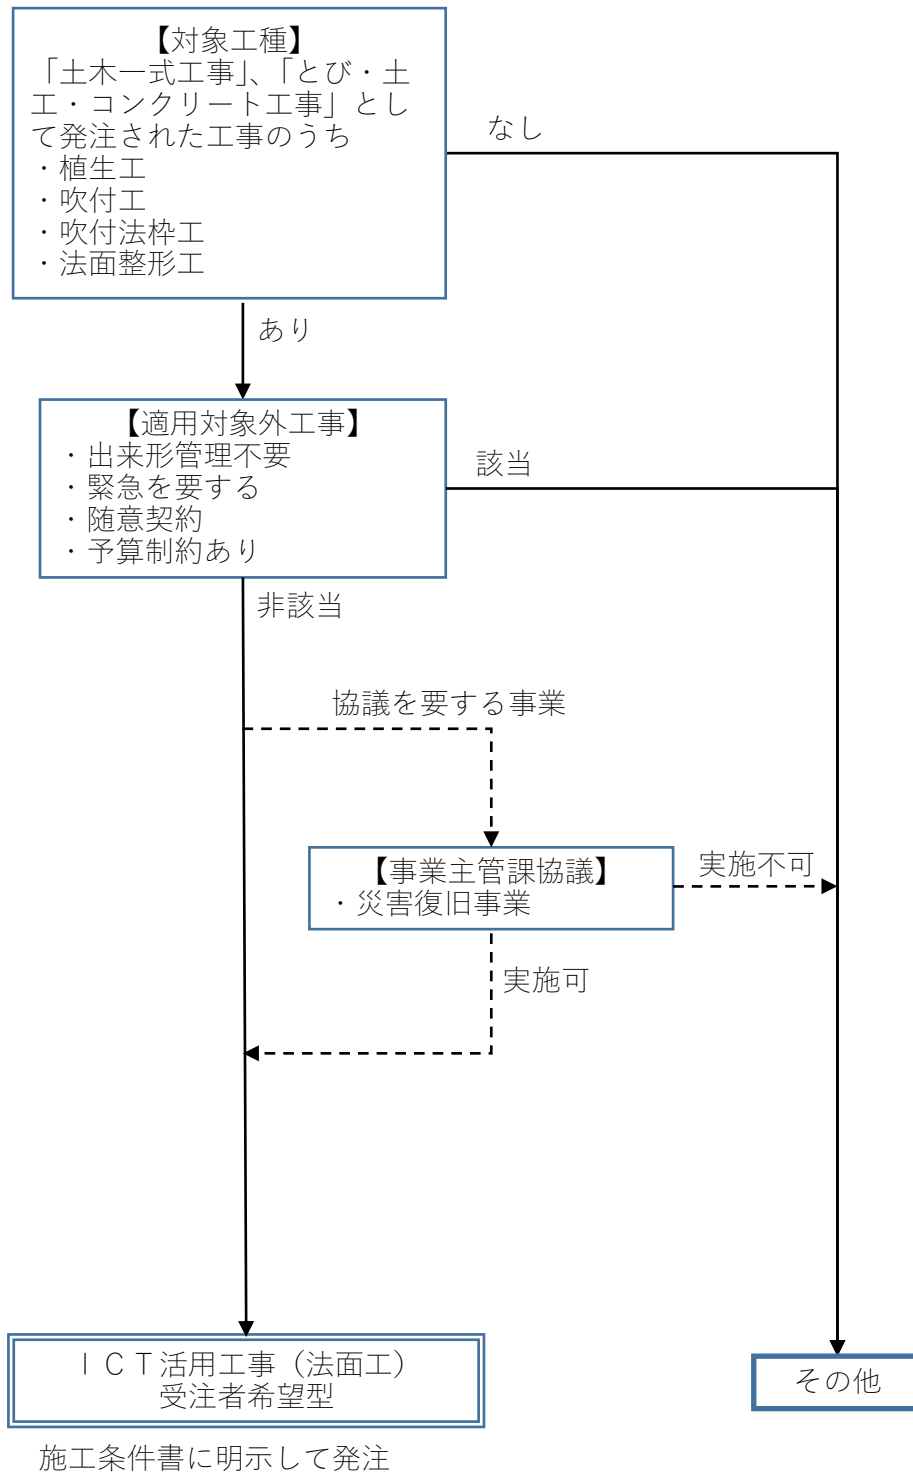 【対象工種】
「土木一式工事」、「とび・土
工・コンクリート工事」とし
て発注された工事のうち
・植生工
・吹付工
・吹付法枠工
・法面整形工
なし
あり
【適用対象外工事】
・出来形管理不要
・緊急を要する
・随意契約
・予算制約あり
該当
非該当
協議を要する事業
【事業主管課協議】
・災害復旧事業
実施不可
実施可
ＩＣＴ活用工事（法面工）
受注者希望型
その他
施工条件書に明示して発注